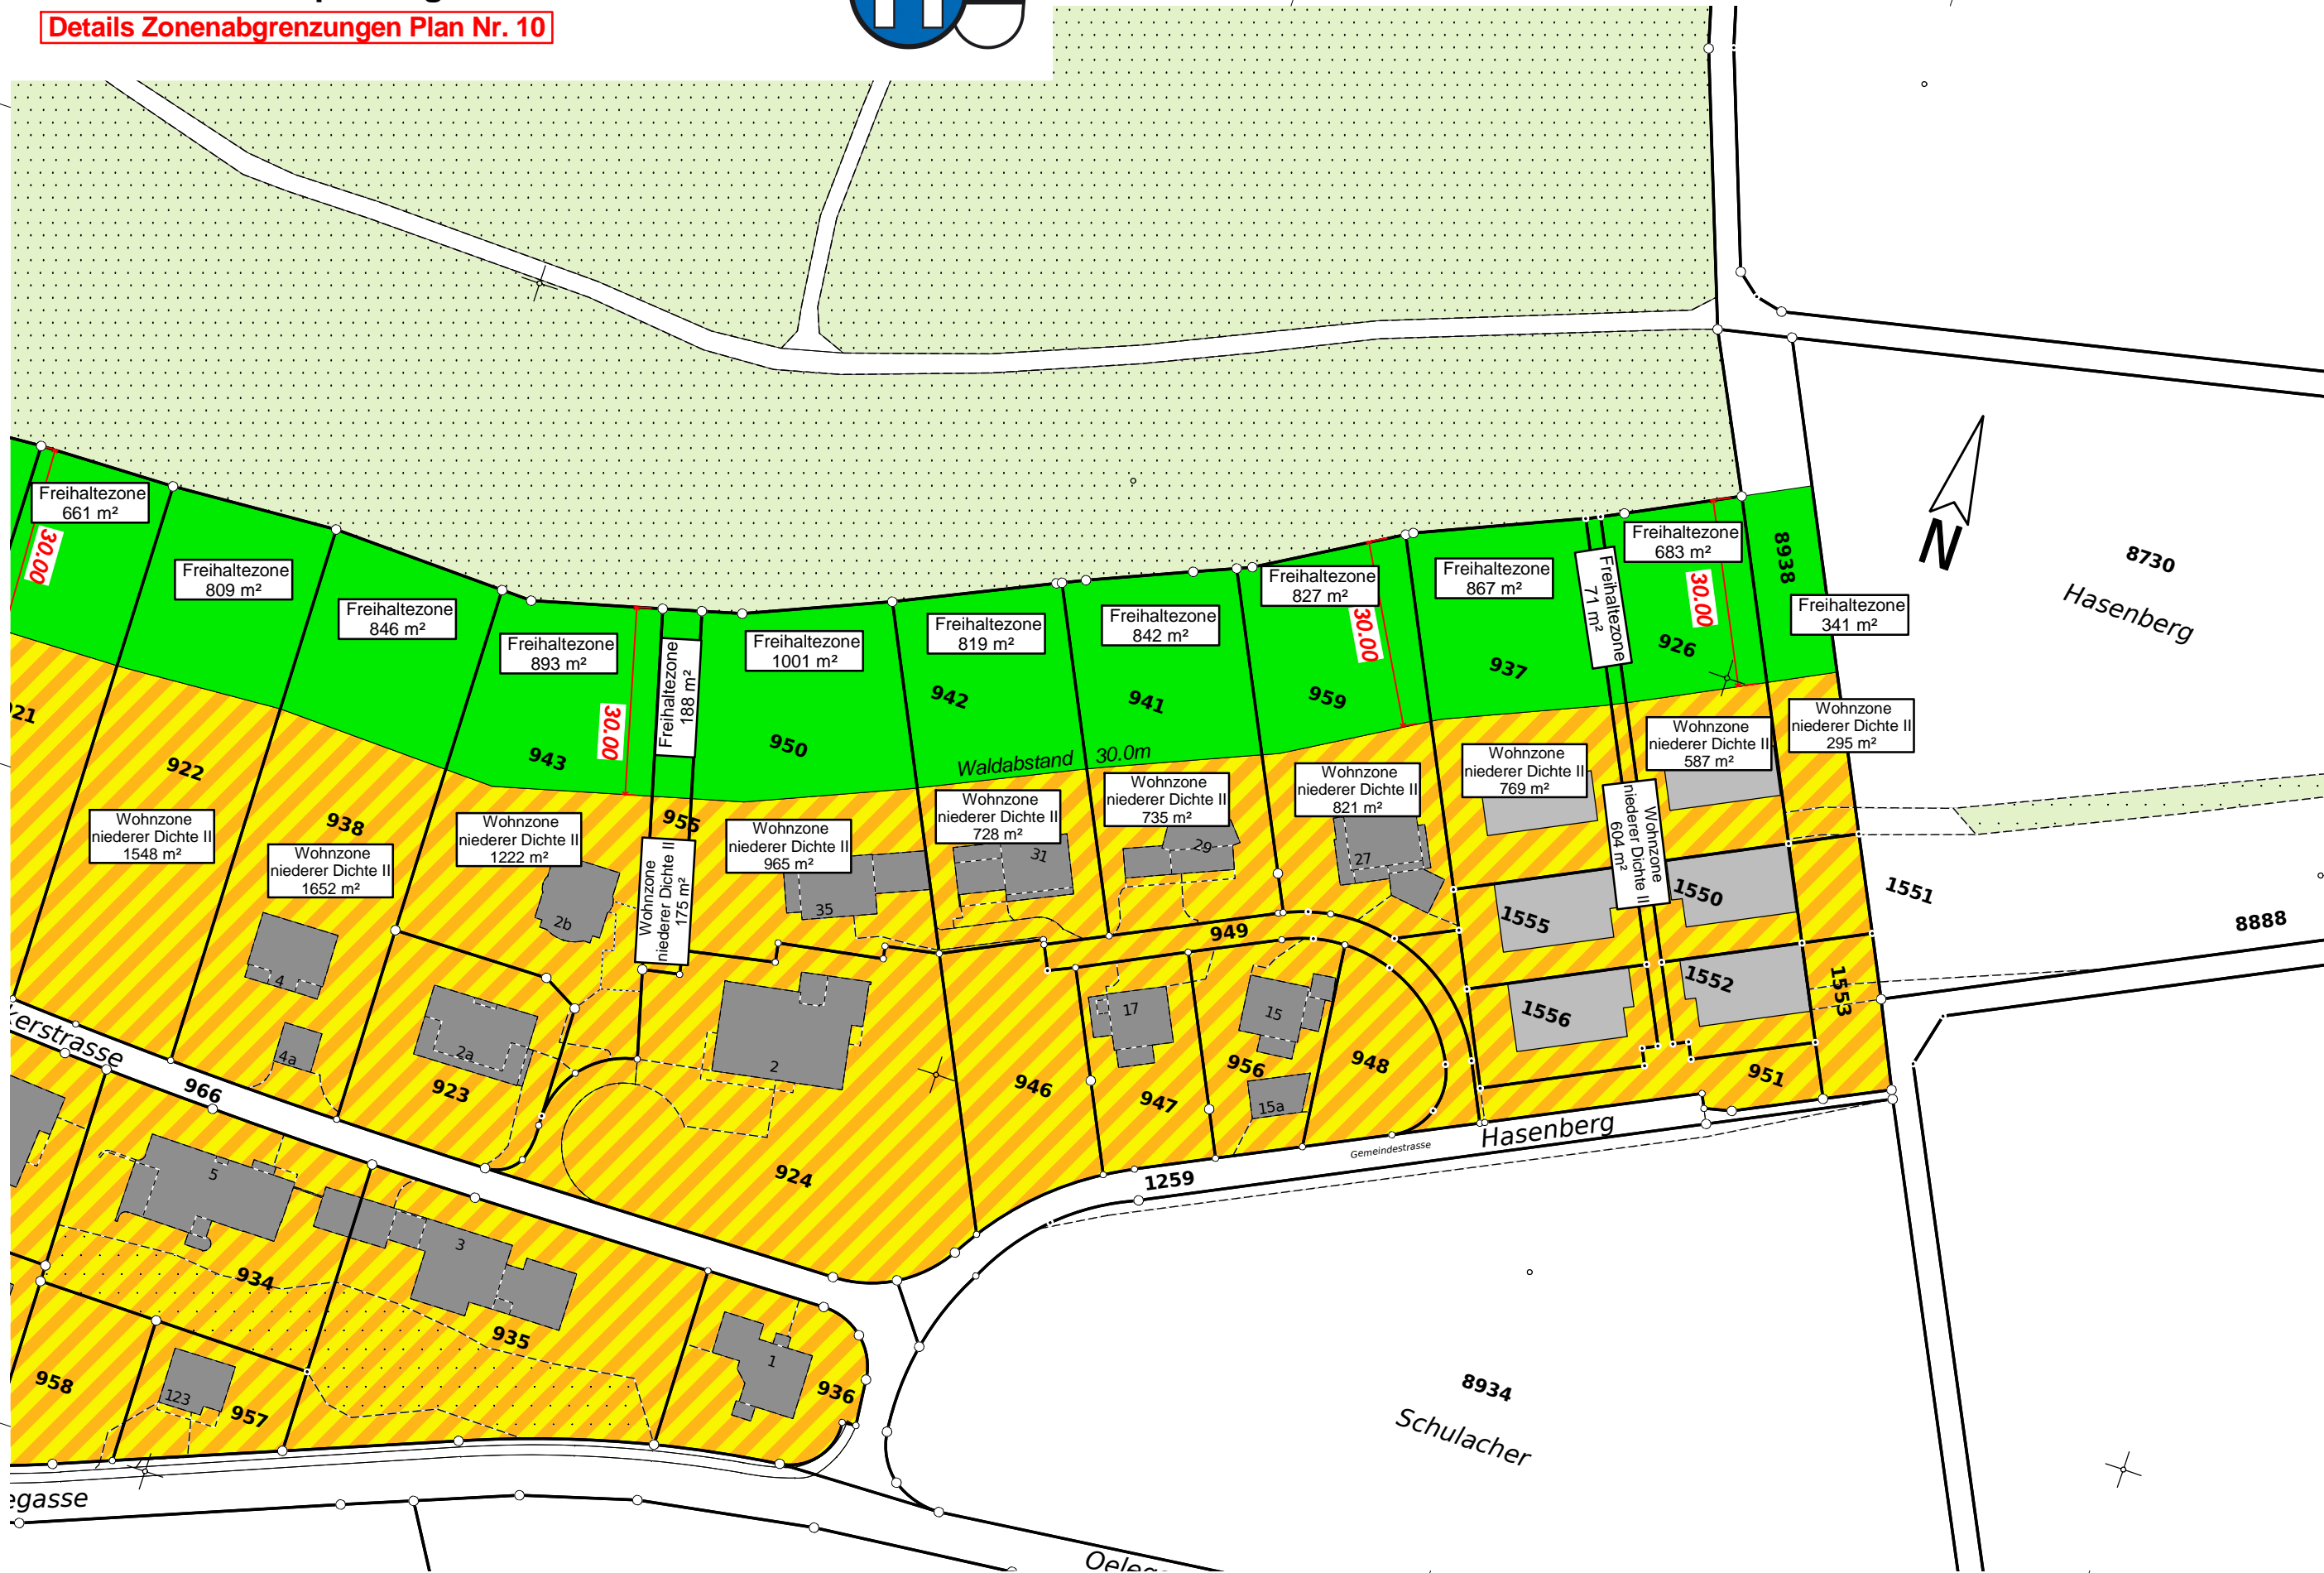 Details Zonenabgrenzungen Plan Nr. 10
Freihaltezone
661 m²
30.00
Freihaltezone
809 m²
Freihaltezone
846 m²
Freihaltezone
893 m²
30.00
Freihaltezone
188 m²
Freihaltezone
1001 m²
Freihaltezone
819 m²
Freihaltezone
842 m²
Freihaltezone
827 m²
30.00
Freihaltezone
867 m²
Freihaltezone
71 m²
Freihaltezone
683 m²
30.00
8938
Freihaltezone
341 m²
N
8730
Hasenberg
922
938
943
955
950
942
941
959
937
926
Waldabstand 30.0m
Wohnzone
niederer Dichte II
1548 m²
Wohnzone
niederer Dichte II
1652 m²
Wohnzone
niederer Dichte II
1222 m²
Wohnzone
niederer Dichte II
175 m²
Wohnzone
niederer Dichte II
965 m²
Wohnzone
niederer Dichte II
728 m²
Wohnzone
niederer Dichte II
735 m²
Wohnzone
niederer Dichte II
821 m²
Wohnzone
niederer Dichte II
769 m²
Wohnzone
niederer Dichte II
604 m²
Wohnzone
niederer Dichte II
587 m²
Wohnzone
niederer Dichte II
295 m²
2b
35
31
29
27
949
1555
1550
1551
8888
4
4a
2a
923
2
17
15
15a
1556
1552
1553
kerstrasse
966
924
946
947
956
948
951
Gemeindestrasse
Hasenberg
1259
5
3
934
935
1
936
958
123
957
8934
Schulacher
egasse